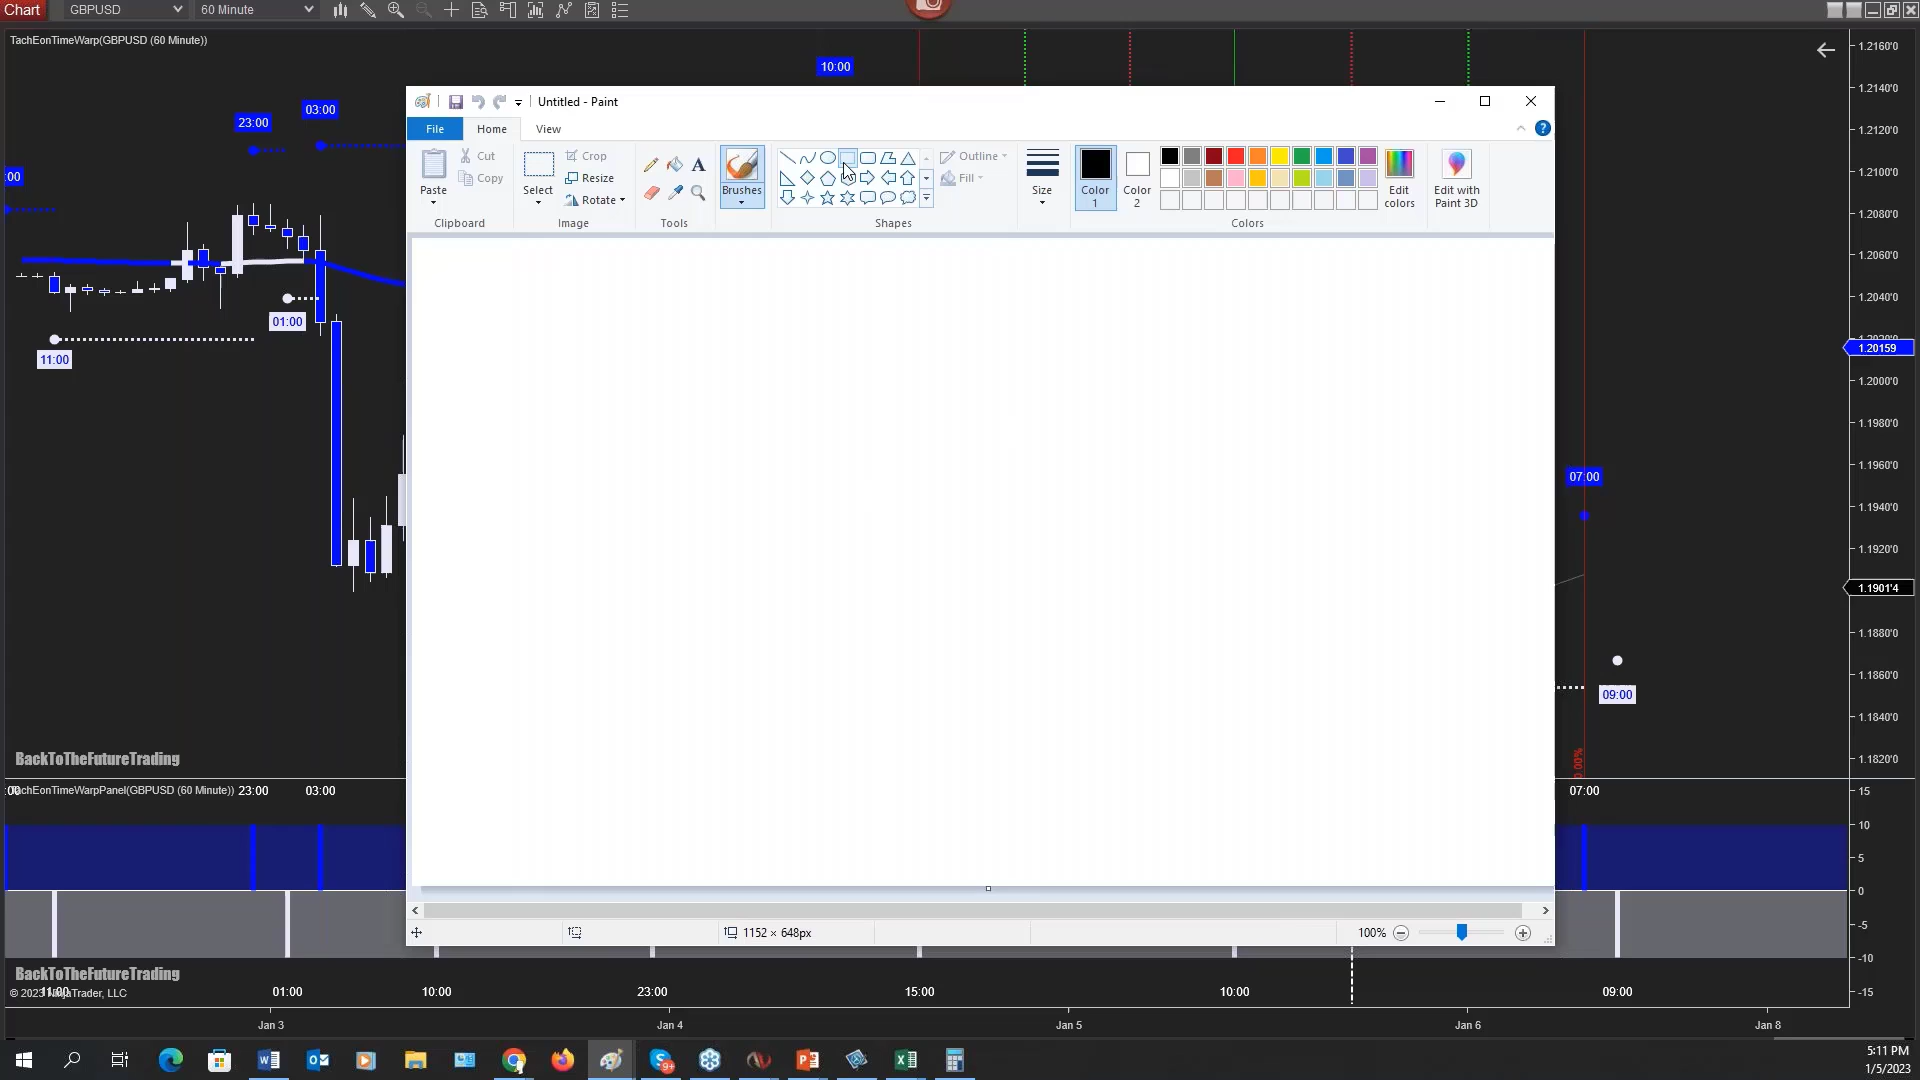 Chart
GBPUSD
60 Minute
TachEonTimeWarp(GBPUSD (60 Minute))
10:00
03:00
23:00
:00
01:00
11:00
Untitled - Paint
File
Home
View
Paste
Cut
Copy
Clipboard
Select
Crop
Resize
Rotate
Image
A
Tools
Brushes
Shapes
Outline
Fill
Size
Color
1
Color
2
Edit
colors
Colors
Edit with
Paint 3D
?
100%
1152 × 648px
1.2160'0
1.2140'0
1.2120'0
1.2100'0
1.2080'0
1.2060'0
1.2040'0
1.20159
1.2000'0
1.1980'0
1.1960'0
1.1940'0
1.1920'0
1.1901'4
1.1880'0
1.1860'0
1.1840'0
1.1820'0
07:00
09:00
BackToTheFutureTrading
TachEonTimeWarpPanel(GBPUSD (60 Minute))
23:00
03:00
07:00
15
10
5
0
-5
-10
-15
BackToTheFutureTrading
© 2023 NinjaTrader, LLC
11:00
01:00
10:00
23:00
15:00
10:00
09:00
Jan 3
Jan 4
Jan 5
Jan 6
Jan 8
9+
5:11 PM
1/5/2023